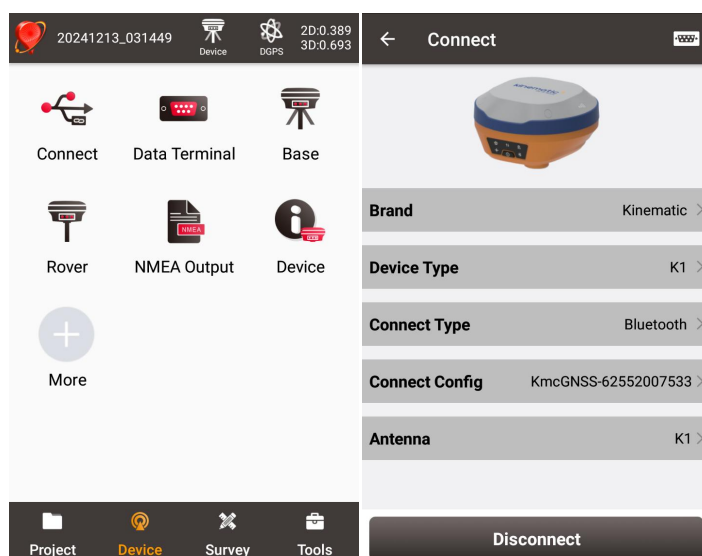 20241213_031449
Device
DGPS
2D:0.389
3D:0.693
Connect
Data Terminal
Base
NMEA
Rover
NMEA Output
Device
More
Project
Device
Survey
Tools
Connect
kinematic
Brand
Kinematic
Device Type
K1
Connect Type
Bluetooth
Connect Config
KmcGNSS-62552007533
Antenna
K1
Disconnect